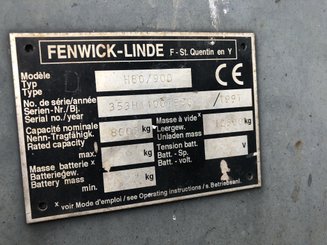 FENWICK-LINDE F - St. Quentin en Y
Modèle
Typ H80/900
Type
CE
No. de série/année
Serien-Nr./Bj.
Serial no./year
Capacité nominale kg
Nenn-Tragfähigk.
Rated capacity
Masse à vide x kg
Leergew.
Unladen mass
max. kg
Masse batterie x
Batteriegew.
Battery mass
min. kg
Tension batt.
Batt. - Sp.
Batt. - volt.
x voir Mode d'emploi / see Operating instructions / s. Betriebsanl.